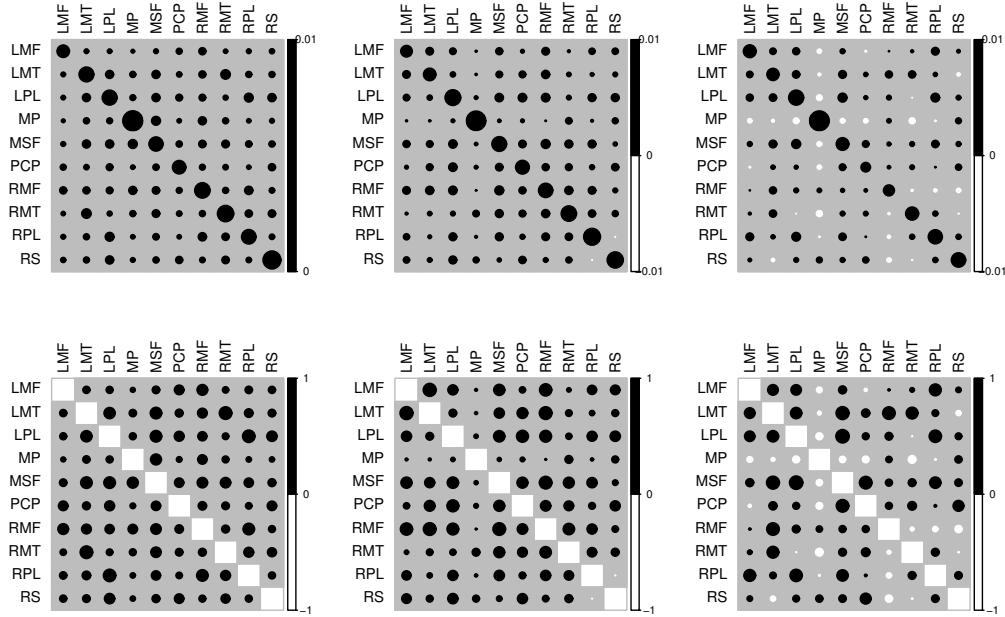 LMF LMT LPL MP MSF PCP RMF RMT RPL RS
LMF
LMT
LPL
MP
MSF
PCP
RMF
RMT
RPL
RS
0.01
0
LMF LMT LPL MP MSF PCP RMF RMT RPL RS
LMF
LMT
LPL
MP
MSF
PCP
RMF
RMT
RPL
RS
0.01
0
−0.01
LMF LMT LPL MP MSF PCP RMF RMT RPL RS
LMF
LMT
LPL
MP
MSF
PCP
RMF
RMT
RPL
RS
0.01
0
−0.01
LMF LMT LPL MP MSF PCP RMF RMT RPL RS
LMF
LMT
LPL
MP
MSF
PCP
RMF
RMT
RPL
RS
1
0
−1
LMF LMT LPL MP MSF PCP RMF RMT RPL RS
LMF
LMT
LPL
MP
MSF
PCP
RMF
RMT
RPL
RS
1
0
−1
LMF LMT LPL MP MSF PCP RMF RMT RPL RS
LMF
LMT
LPL
MP
MSF
PCP
RMF
RMT
RPL
RS
1
0
−1